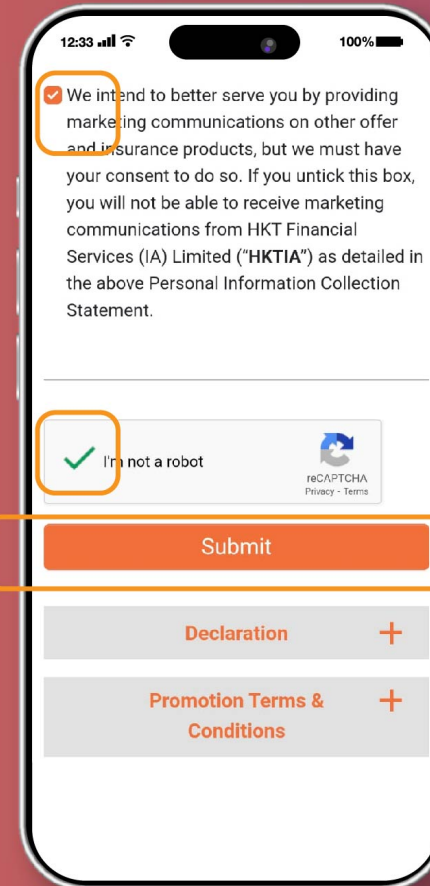 12:33 100%
We intend to better serve you by providing
marketing communications on other offer
and insurance products, but we must have
your consent to do so. If you untick this box,
you will not be able to receive marketing
communications from HKT Financial
Services (IA) Limited (“HKTIA”) as detailed in
the above Personal Information Collection
Statement.
I'm not a robot
reCAPTCHA
Privacy - Terms
Submit
Declaration +
Promotion Terms & +
Conditions